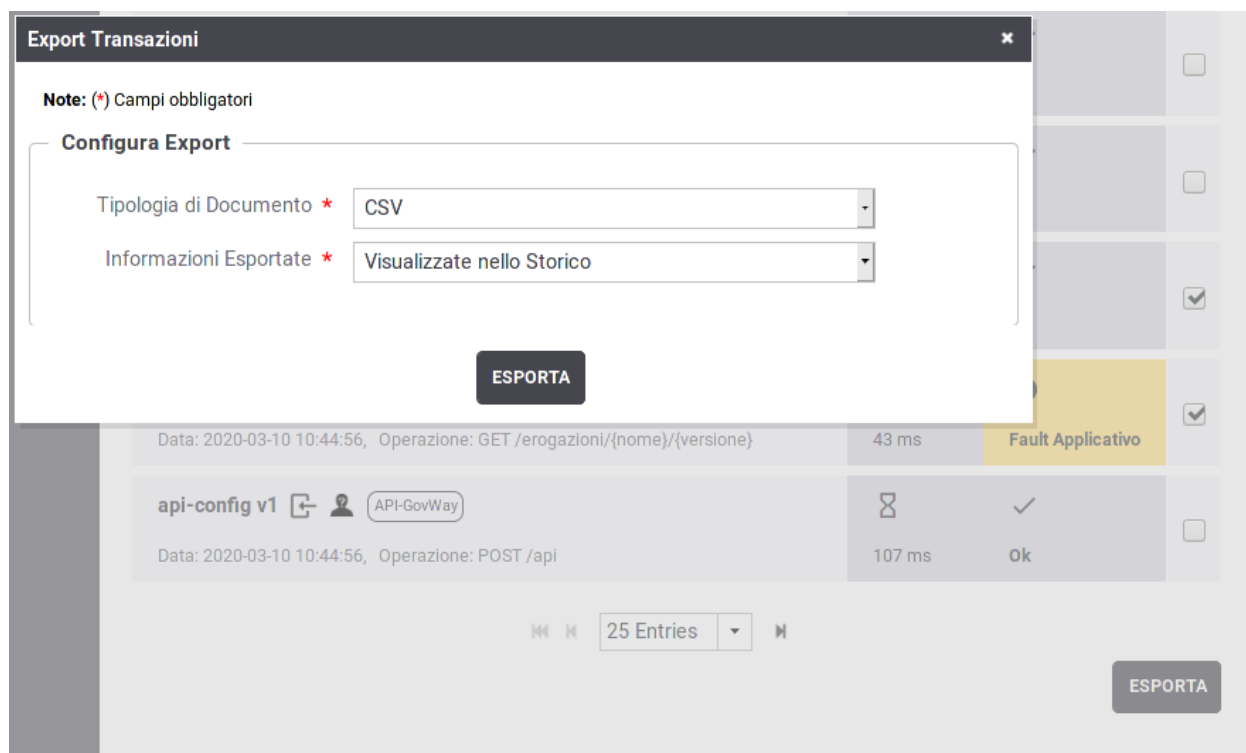 Export Transazioni
Note: (*) Campi obbligatori
Configura Export
Tipologia di Documento * CSV
Informazioni Esportate * Visualizzate nello Storico
ESPORTA
Data: 2020-03-10 10:44:56, Operazione: GET /erogazioni/{nome}/{versione} 43 ms Fault Applicativo
api-config v1 API-GovWay
Data: 2020-03-10 10:44:56, Operazione: POST /api 107 ms Ok
25 Entries
ESPORTA